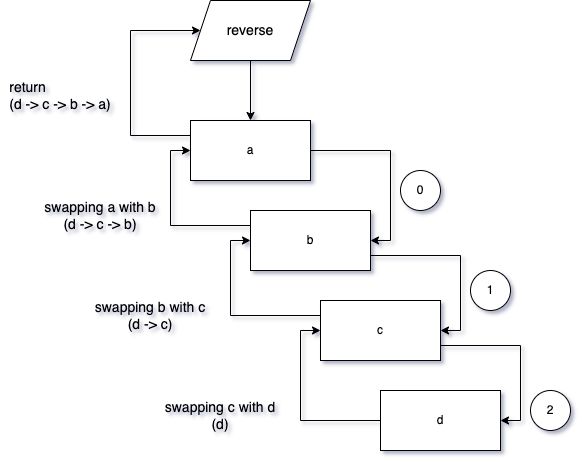 reverse
return
(d -> c -> b -> a)
a
0
swapping a with b
(d -> c -> b)
b
1
swapping b with c
(d -> c)
c
swapping c with d
(d)
d
2